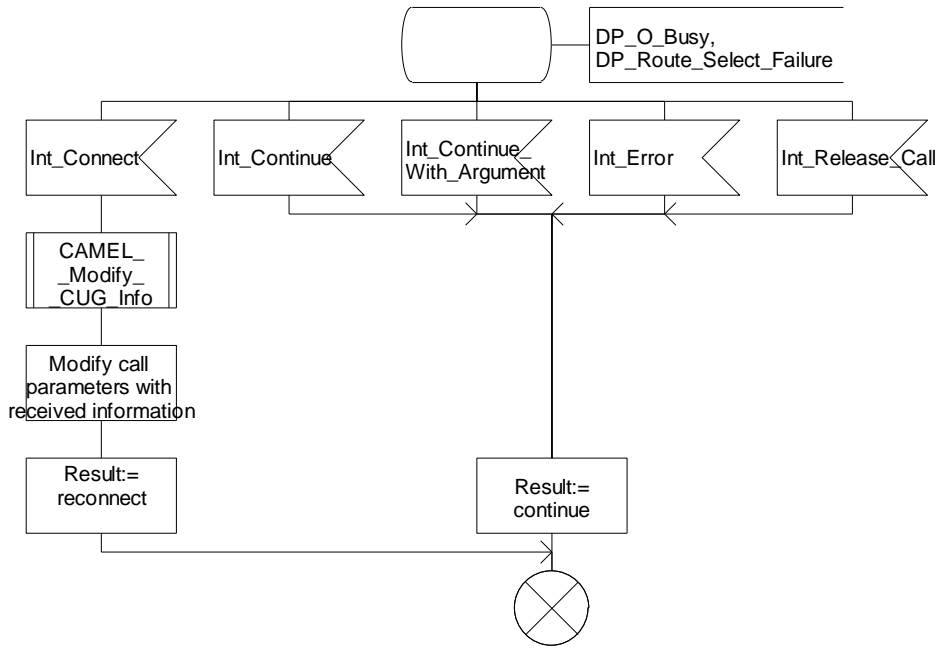 DP_O_Busy,
DP_Route_Select_Failure
Int_Connect
Int_Continue
Int_Continue_
With_Argument
Int_Error
Int_Release_Call
CAMEL_
_Modify_
_CUG_Info
Modify call
parameters with
received information
Result:=
reconnect
Result:=
continue